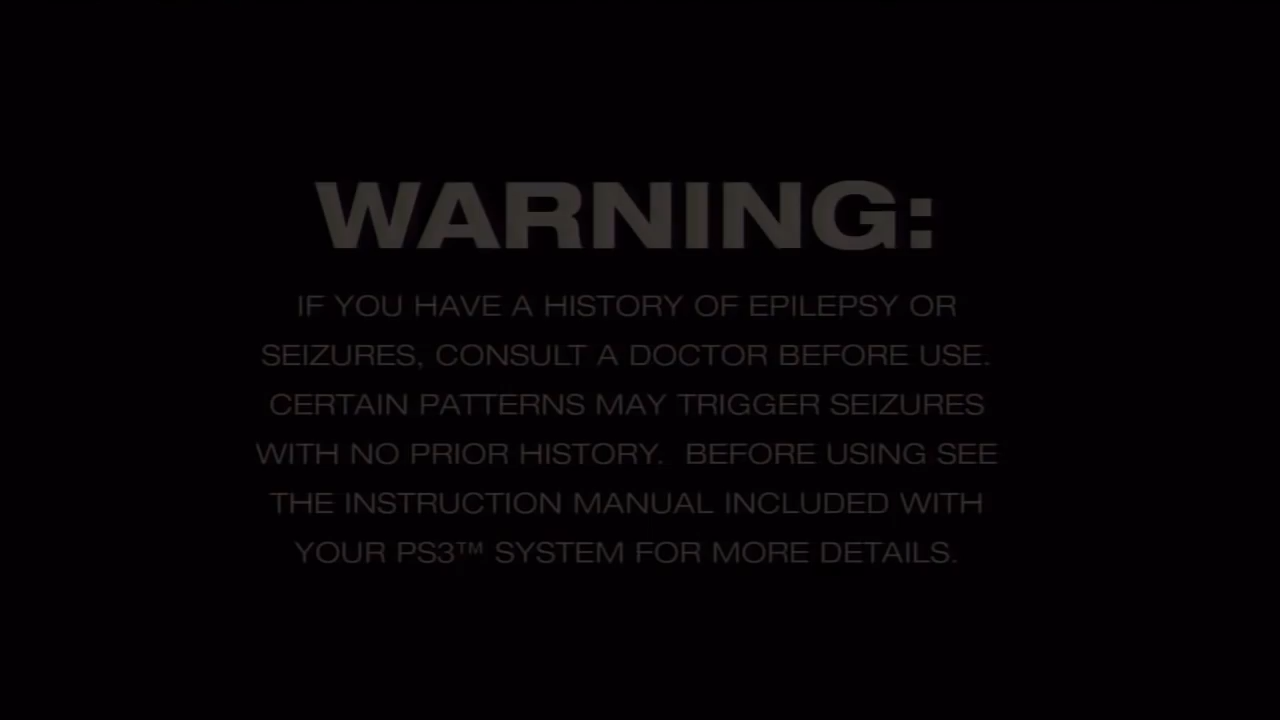 WARNING:
IF YOU HAVE A HISTORY OF EPILEPSY OR
SEIZURES, CONSULT A DOCTOR BEFORE USE.
CERTAIN PATTERNS MAY TRIGGER SEIZURES
WITH NO PRIOR HISTORY.  BEFORE USING SEE
THE INSTRUCTION MANUAL INCLUDED WITH
YOUR PS3™ SYSTEM FOR MORE DETAILS.